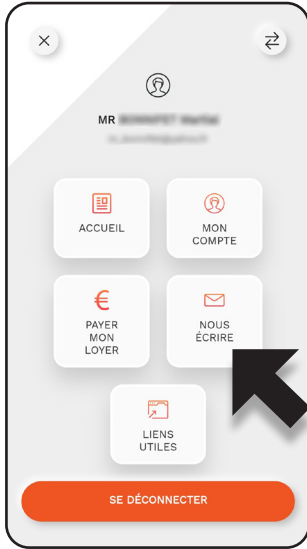 MR
ACCUEIL
MON
COMPTE
PAYER
MON
LOYER
NOUS
ÉCRIRE
LIENS
UTILES
SE DÉCONNECTER